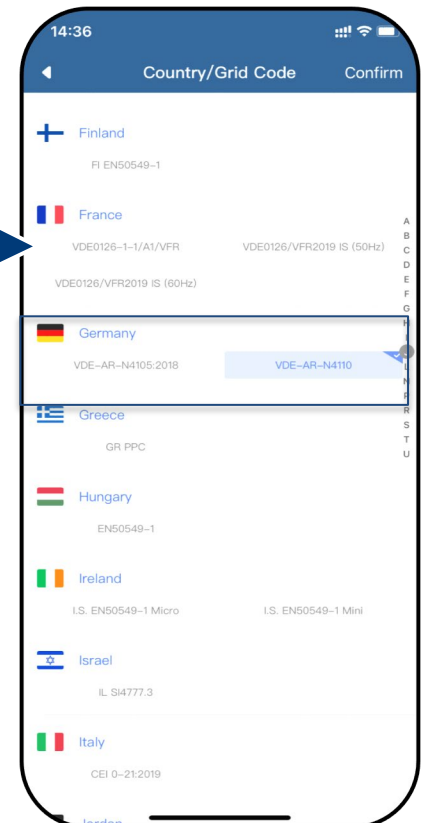 14:36
Country/Grid Code Confirm
Finland
FI EN50549-1
France
VDE0126-1-1/A1/VFR VDE0126/VFR2019 IS (50Hz)
VDE0126/VFR2019 IS (60Hz)
Germany
VDE-AR-N4105:2018 VDE-AR-N4110
Greece
GR PPC
Hungary
EN50549-1
Ireland
I.S. EN50549-1 Micro I.S. EN50549-1 Mini
Israel
IL SI4777.3
Italy
CEI 0-21:2019
Jordan
A
B
C
D
E
F
G
H
I
L
N
P
R
S
T
U